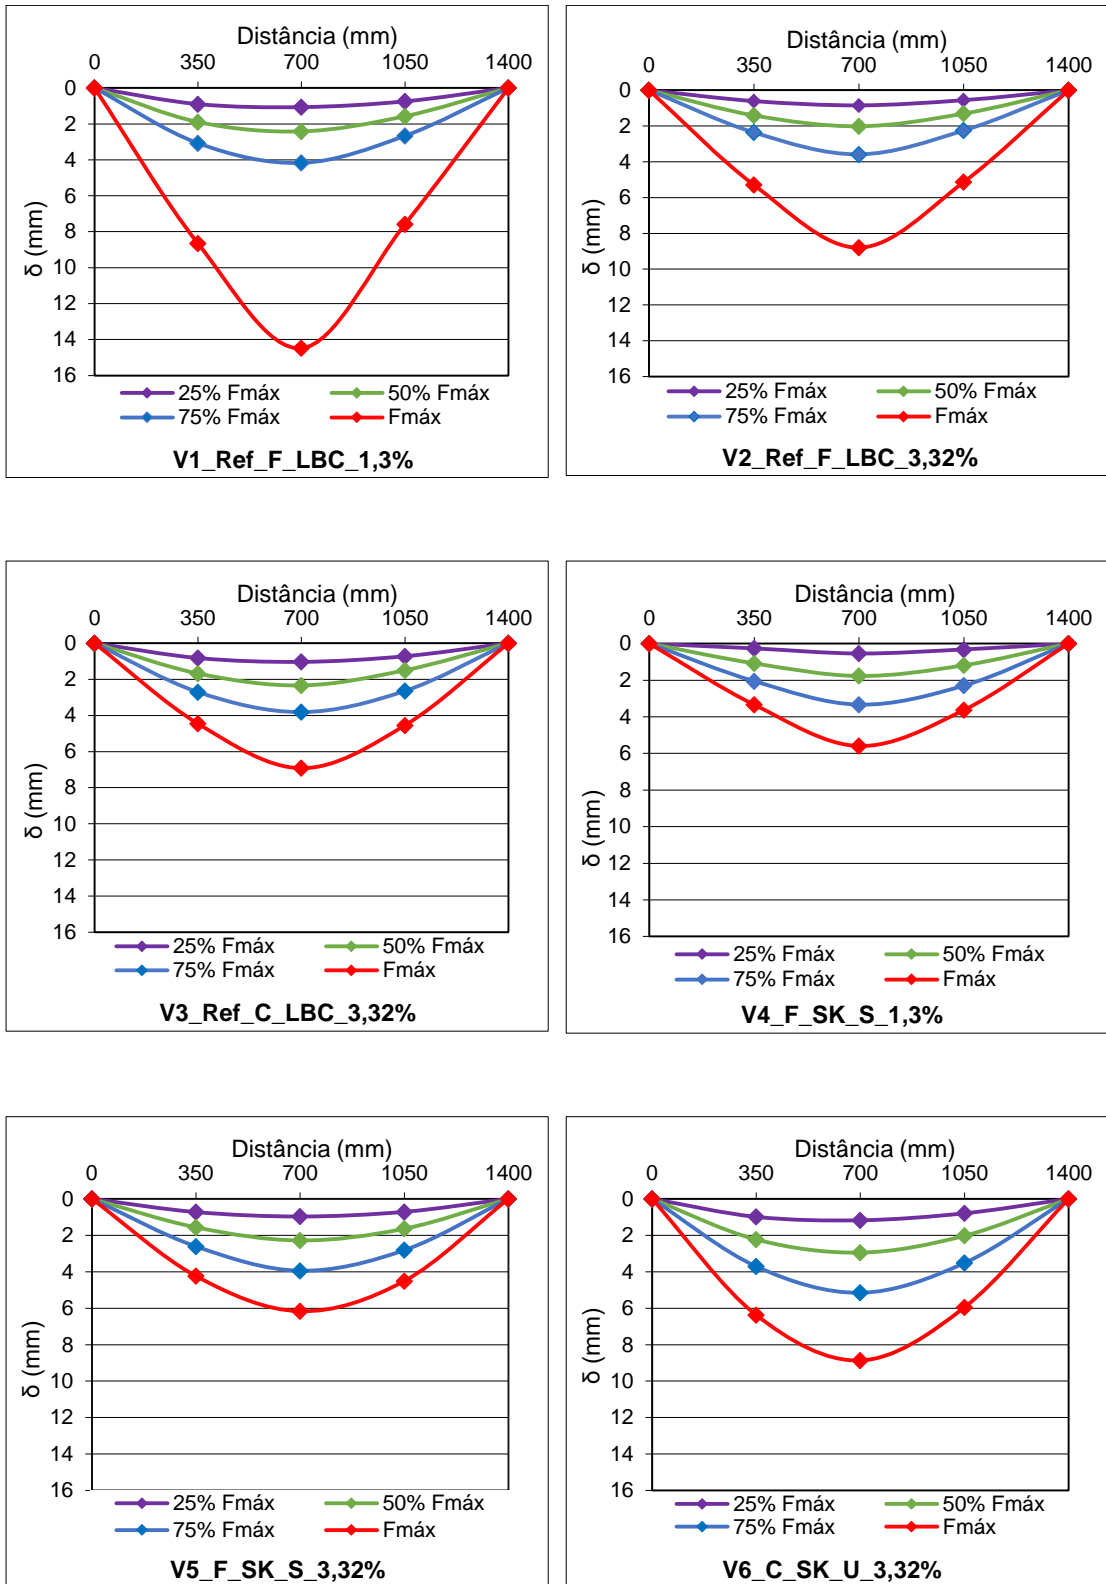 Distância (mm)
0 350 700 1050 1400
0
2
4
6
8
10
12
14
16
δ (mm)
25% Fmáx 50% Fmáx
75% Fmáx Fmáx
V1_Ref_F_LBC_1,3%
Distância (mm)
0 350 700 1050 1400
0
2
4
6
8
10
12
14
16
δ (mm)
25% Fmáx 50% Fmáx
75% Fmáx Fmáx
V2_Ref_F_LBC_3,32%
Distância (mm)
0 350 700 1050 1400
0
2
4
6
8
10
12
14
16
δ (mm)
25% Fmáx 50% Fmáx
75% Fmáx Fmáx
V3_Ref_C_LBC_3,32%
Distância (mm)
0 350 700 1050 1400
0
2
4
6
8
10
12
14
16
δ (mm)
25% Fmáx 50% Fmáx
75% Fmáx Fmáx
V4_F_SK_S_1,3%
Distância (mm)
0 350 700 1050 1400
0
2
4
6
8
10
12
14
16
δ (mm)
25% Fmáx 50% Fmáx
75% Fmáx Fmáx
V5_F_SK_S_3,32%
Distância (mm)
0 350 700 1050 1400
0
2
4
6
8
10
12
14
16
δ (mm)
25% Fmáx 50% Fmáx
75% Fmáx Fmáx
V6_C_SK_U_3,32%